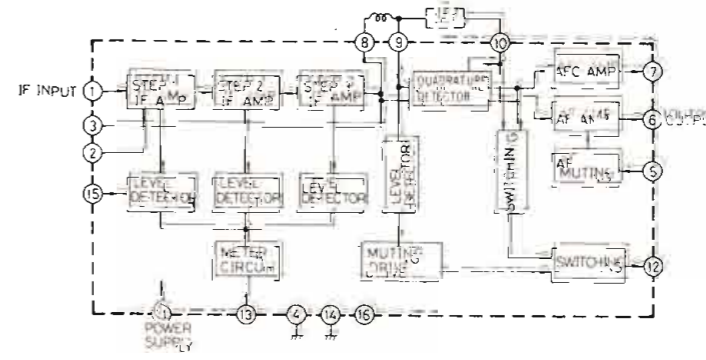 8
9
10
IF INPUT
1
STEP 1
IF AMP
STEP 2
IF AMP
IF AMP
QUADRATURE
DETECTOR
AFC AMP
7
3
AF AMP
6
2
AF
MUTING
5
15
LEVEL
DETECTOR
LEVEL
DETECTOR
LEVEL
DETECTOR
LEVEL
DETECTOR
SWITCHING
METER
CIRCUIT
MUTING
DRIVE
SWITCHING
12
13
4
14
16
POWER
SUPPLY